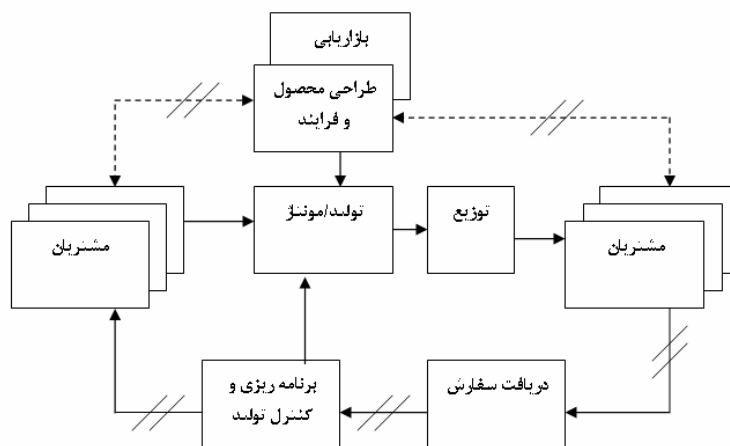 بازاریابی
طراحی محصول
و فرایند
مشتریان
تولید/مونتاژ
توزیع
مشتریان
برنامه ریزی و
کنترل تولید
دریافت سفارش